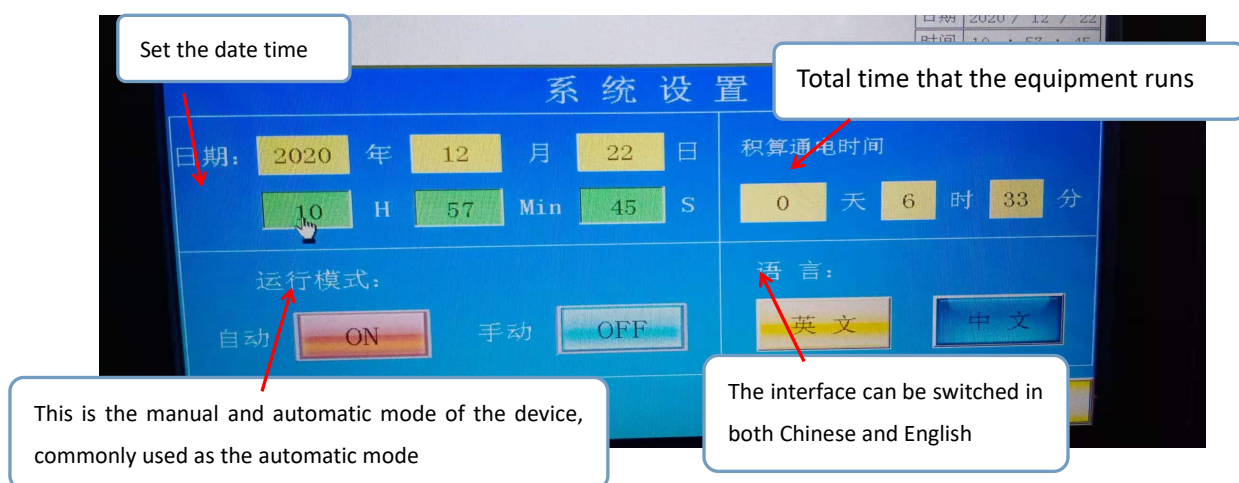 Set the date time
日期 2020 / 12 / 22
时间 10 : 57 : 45
系统设置
Total time that the equipment runs
日期: 2020 年 12 月 22 日
10 H 57 Min 45 S
积算通电时间
0 天 6 时 33 分
运行模式:
自动 ON 手动 OFF
语言:
英文 中文
This is the manual and automatic mode of the device,
commonly used as the automatic mode
The interface can be switched in
both Chinese and English